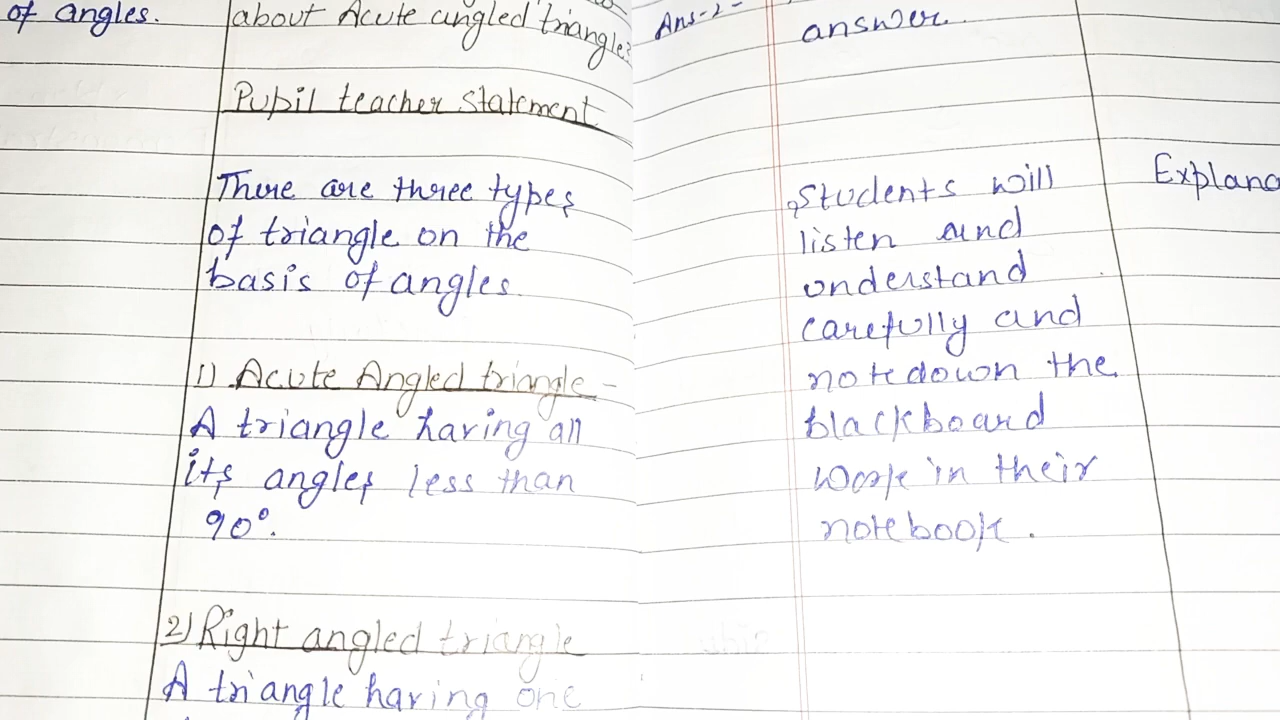 of angles.
about Acute angled triangle?
Pupil teacher statement
There are three types
of triangle on the
basis of angles.
1) Acute Angled triangle -
A triangle having all
its angles less than
90°.
2) Right angled triangle
A triangle having one
Ans-2-
answer.
Students will
listen and
understand
carefully and
notedown the
blackboard
work in their
notebook.